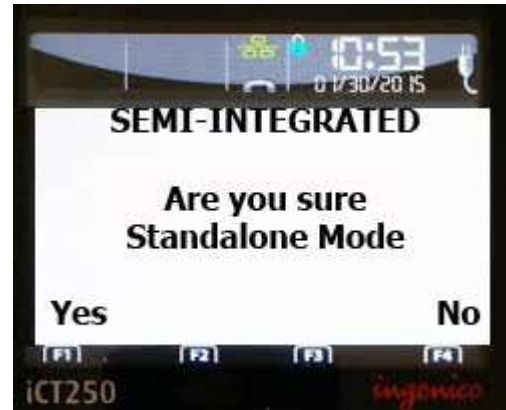 10:53
01/30/2015
SEMI-INTEGRATED
Are you sure
Standalone Mode
Yes No
F1 F2 F3 F4
iCT250 ingenico